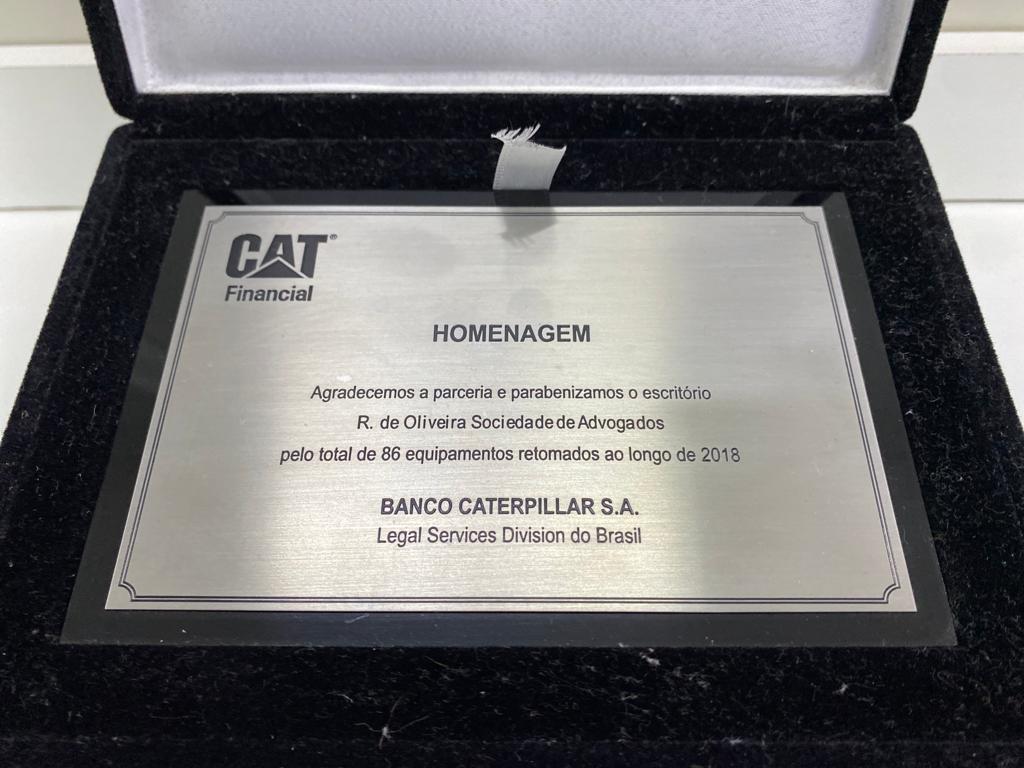 CAT®
Financial
HOMENAGEM
Agradecemos a parceria e parabenizamos o escritório
R. de Oliveira Sociedade de Advogados
pelo total de 86 equipamentos retomados ao longo de 2018
BANCO CATERPILLAR S.A.
Legal Services Division do Brasil